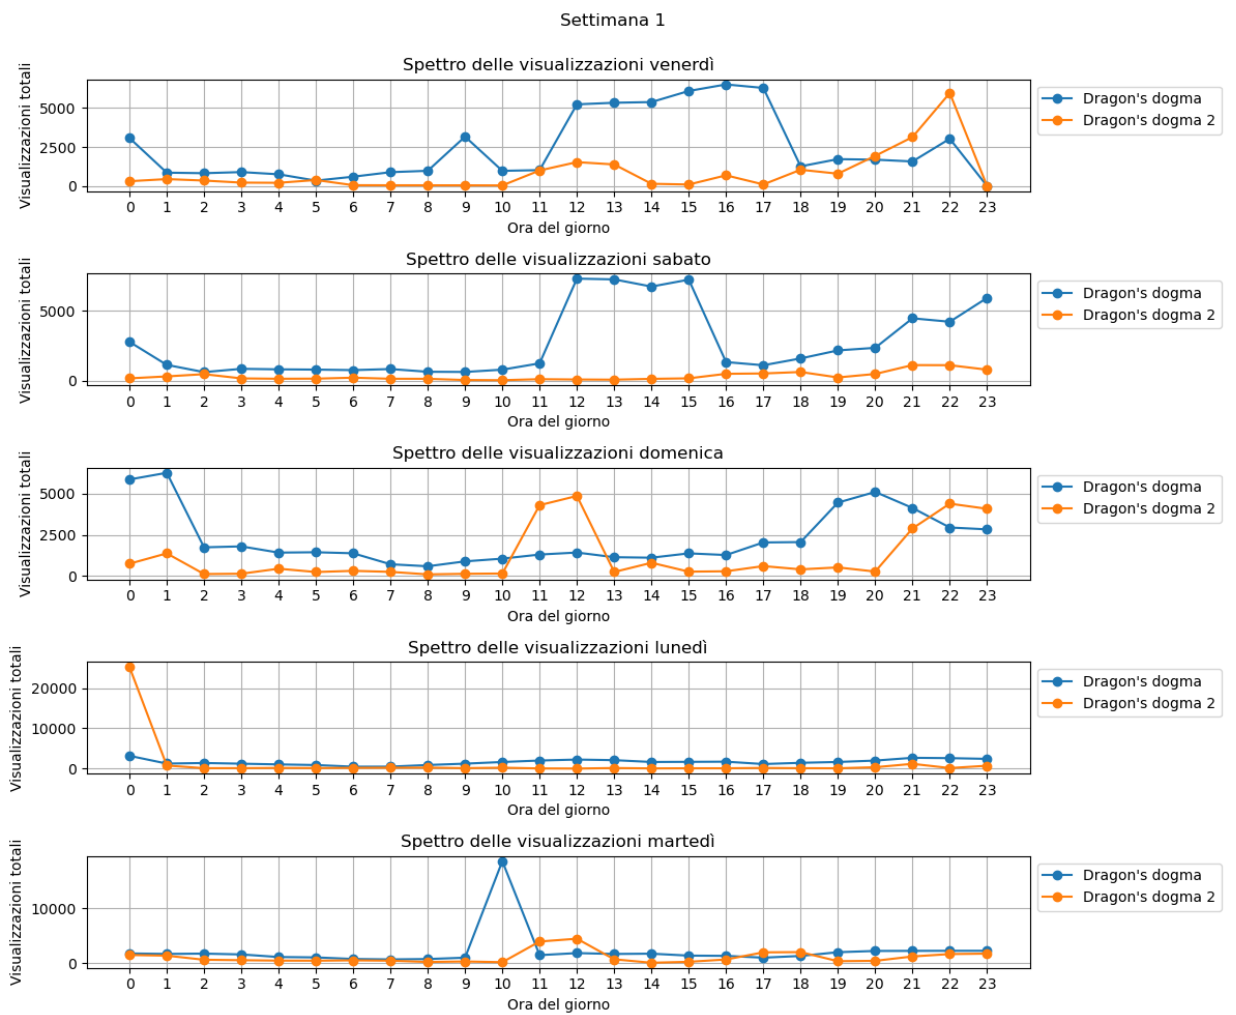 Settimana 1
Spettro delle visualizzazioni venerdì
Visualizzazioni totali
5000
2500
0
0 1 2 3 4 5 6 7 8 9 10 11 12 13 14 15 16 17 18 19 20 21 22 23
Ora del giorno
Dragon's dogma
Dragon's dogma 2
Spettro delle visualizzazioni sabato
Visualizzazioni totali
5000
0
0 1 2 3 4 5 6 7 8 9 10 11 12 13 14 15 16 17 18 19 20 21 22 23
Ora del giorno
Dragon's dogma
Dragon's dogma 2
Spettro delle visualizzazioni domenica
Visualizzazioni totali
5000
2500
0
0 1 2 3 4 5 6 7 8 9 10 11 12 13 14 15 16 17 18 19 20 21 22 23
Ora del giorno
Dragon's dogma
Dragon's dogma 2
Spettro delle visualizzazioni lunedì
Visualizzazioni totali
20000
10000
0
0 1 2 3 4 5 6 7 8 9 10 11 12 13 14 15 16 17 18 19 20 21 22 23
Ora del giorno
Dragon's dogma
Dragon's dogma 2
Spettro delle visualizzazioni martedì
Visualizzazioni totali
10000
0
0 1 2 3 4 5 6 7 8 9 10 11 12 13 14 15 16 17 18 19 20 21 22 23
Ora del giorno
Dragon's dogma
Dragon's dogma 2